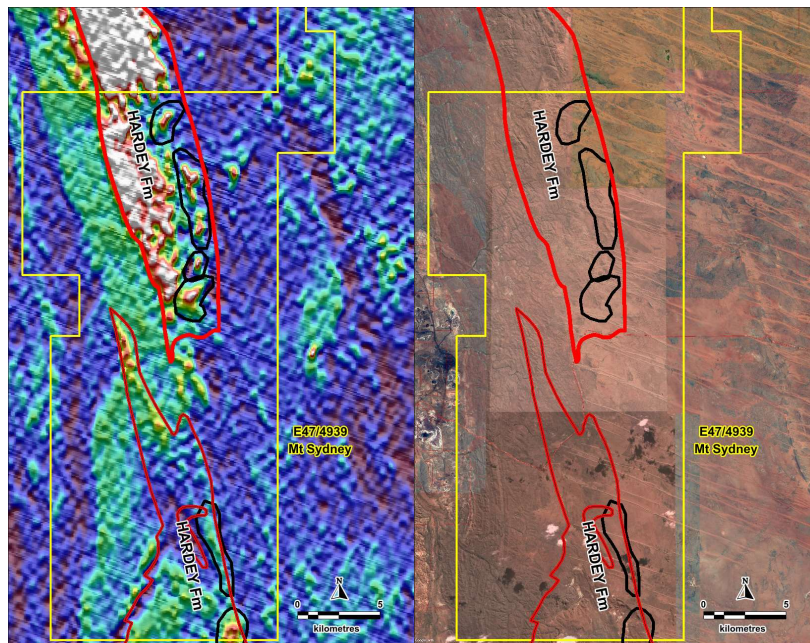 HARDEY Fm
E47/4939
Mt Sydney
HARDEY Fm
N
0
5
kilometres
HARDEY Fm
E47/4939
Mt Sydney
HARDEY Fm
N
0
5
kilometres